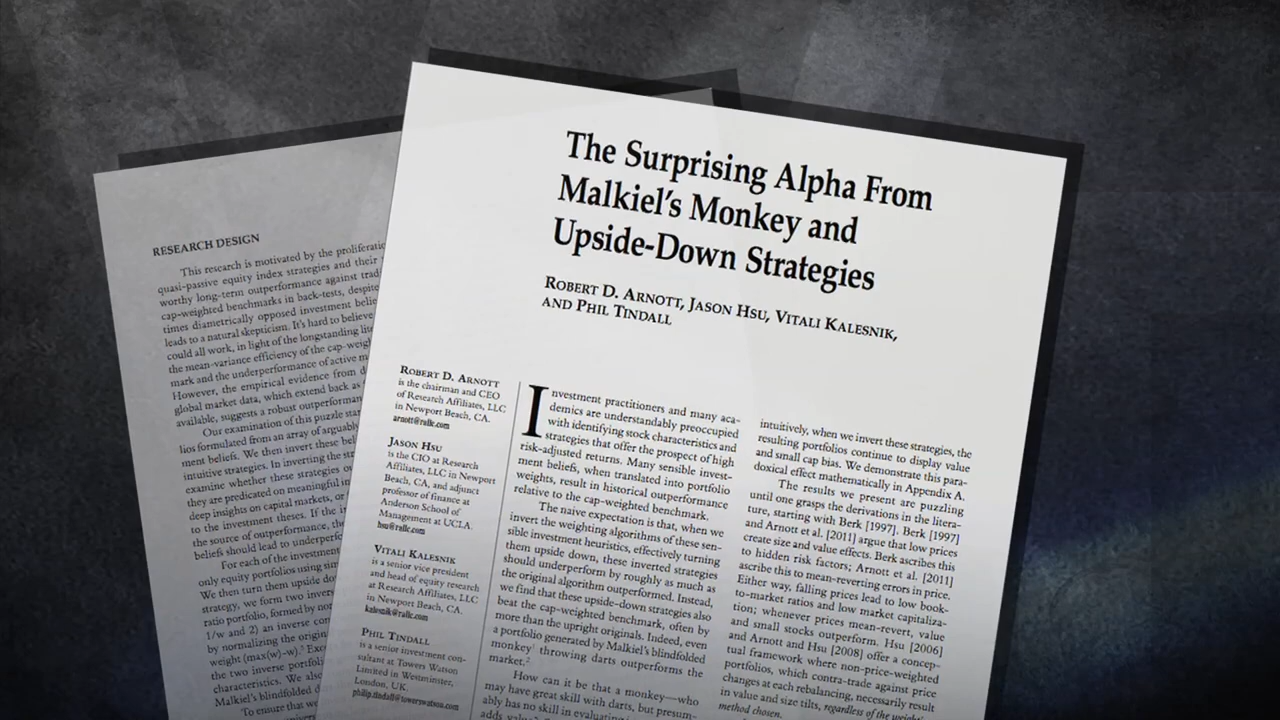 RESEARCH DESIGN
This research is motivated by the
quasi-passive equity index strategies and their
worthy long-term outperformance against
cap-weighted benchmarks in back-tests, despite
times diametrically opposed investment
leads to a natural skepticism. It's hard to believe
could all work, in light of the longstanding
the mean-variance efficiency of the
mark and the underperformance of active
However, the empirical evidence from
global market data, which extend back as
available, suggests a robust
Our examination of this puzzle
lios formulated from an array of
ment beliefs. We then invert these
intuitive strategies. In inverting the
examine whether these strategies
they are predicated on meaningful
deep insights on capital markets, or
to the investment theses. If the
the source of outperformance,
beliefs should lead to
For each of the investment
only equity portfolios using
We then turn them upside
strategy, we form two
ratio portfolio, formed by
1/w and 2) an inverse
by normalizing the
weight (max(w)-w).
the two inverse
characteristics. We
Malkiel's blindfolded
To ensure that
The Surprising Alpha From
Malkiel's Monkey and
Upside-Down Strategies
ROBERT D. ARNOTT, JASON HSU, VITALI KALESNIK,
AND PHIL TINDALL
ROBERT D. ARNOTT
is the chairman and CEO
of Research Affiliates, LLC
in Newport Beach, CA.
arnott@rallc.com
JASON HSU
is the CIO at Research
Affiliates, LLC in Newport
Beach, CA, and adjunct
professor of finance at
Anderson School of
Management at UCLA.
hsu@rallc.com
VITALI KALESNIK
is a senior vice president
and head of equity research
at Research Affiliates, LLC
in Newport Beach, CA.
kalesnik@rallc.com
PHIL TINDALL
is a senior investment con-
sultant at Towers Watson
Limited in Westminster,
London, UK.
philip.tindall@towerswatson.com
Investment practitioners and many aca-
demics are understandably preoccupied
with identifying stock characteristics and
strategies that offer the prospect of high
risk-adjusted returns. Many sensible invest-
ment beliefs, when translated into portfolio
weights, result in historical outperformance
relative to the cap-weighted benchmark.
The naive expectation is that, when we
invert the weighting algorithms of these sen-
sible investment heuristics, effectively turning
them upside down, these inverted strategies
should underperform by roughly as much as
the original algorithm outperformed. Instead,
we find that these upside-down strategies also
beat the cap-weighted benchmark, often by
more than the upright originals. Indeed, even
a portfolio generated by Malkiel's blindfolded
monkey¹ throwing darts outperforms the
market.²
How can it be that a monkey—who
may have great skill with darts, but presum-
ably has no skill in evaluating
adds value?
intuitively, when we invert these strategies, the
resulting portfolios continue to display value
and small cap bias. We demonstrate this para-
doxical effect mathematically in Appendix A.
The results we present are puzzling
until one grasps the derivations in the litera-
ture, starting with Berk [1997]. Berk [1997]
and Arnott et al. [2011] argue that low prices
create size and value effects. Berk ascribes this
to hidden risk factors; Arnott et al. [2011]
ascribe this to mean-reverting errors in price.
Either way, falling prices lead to low book-
to-market ratios and low market capitaliza-
tion; whenever prices mean-revert, value
and small stocks outperform. Hsu [2006]
and Arnott and Hsu [2008] offer a concep-
tual framework where non-price-weighted
portfolios, which contra-trade against price
changes at each rebalancing, necessarily result
in value and size tilts, regardless of the
method chosen.